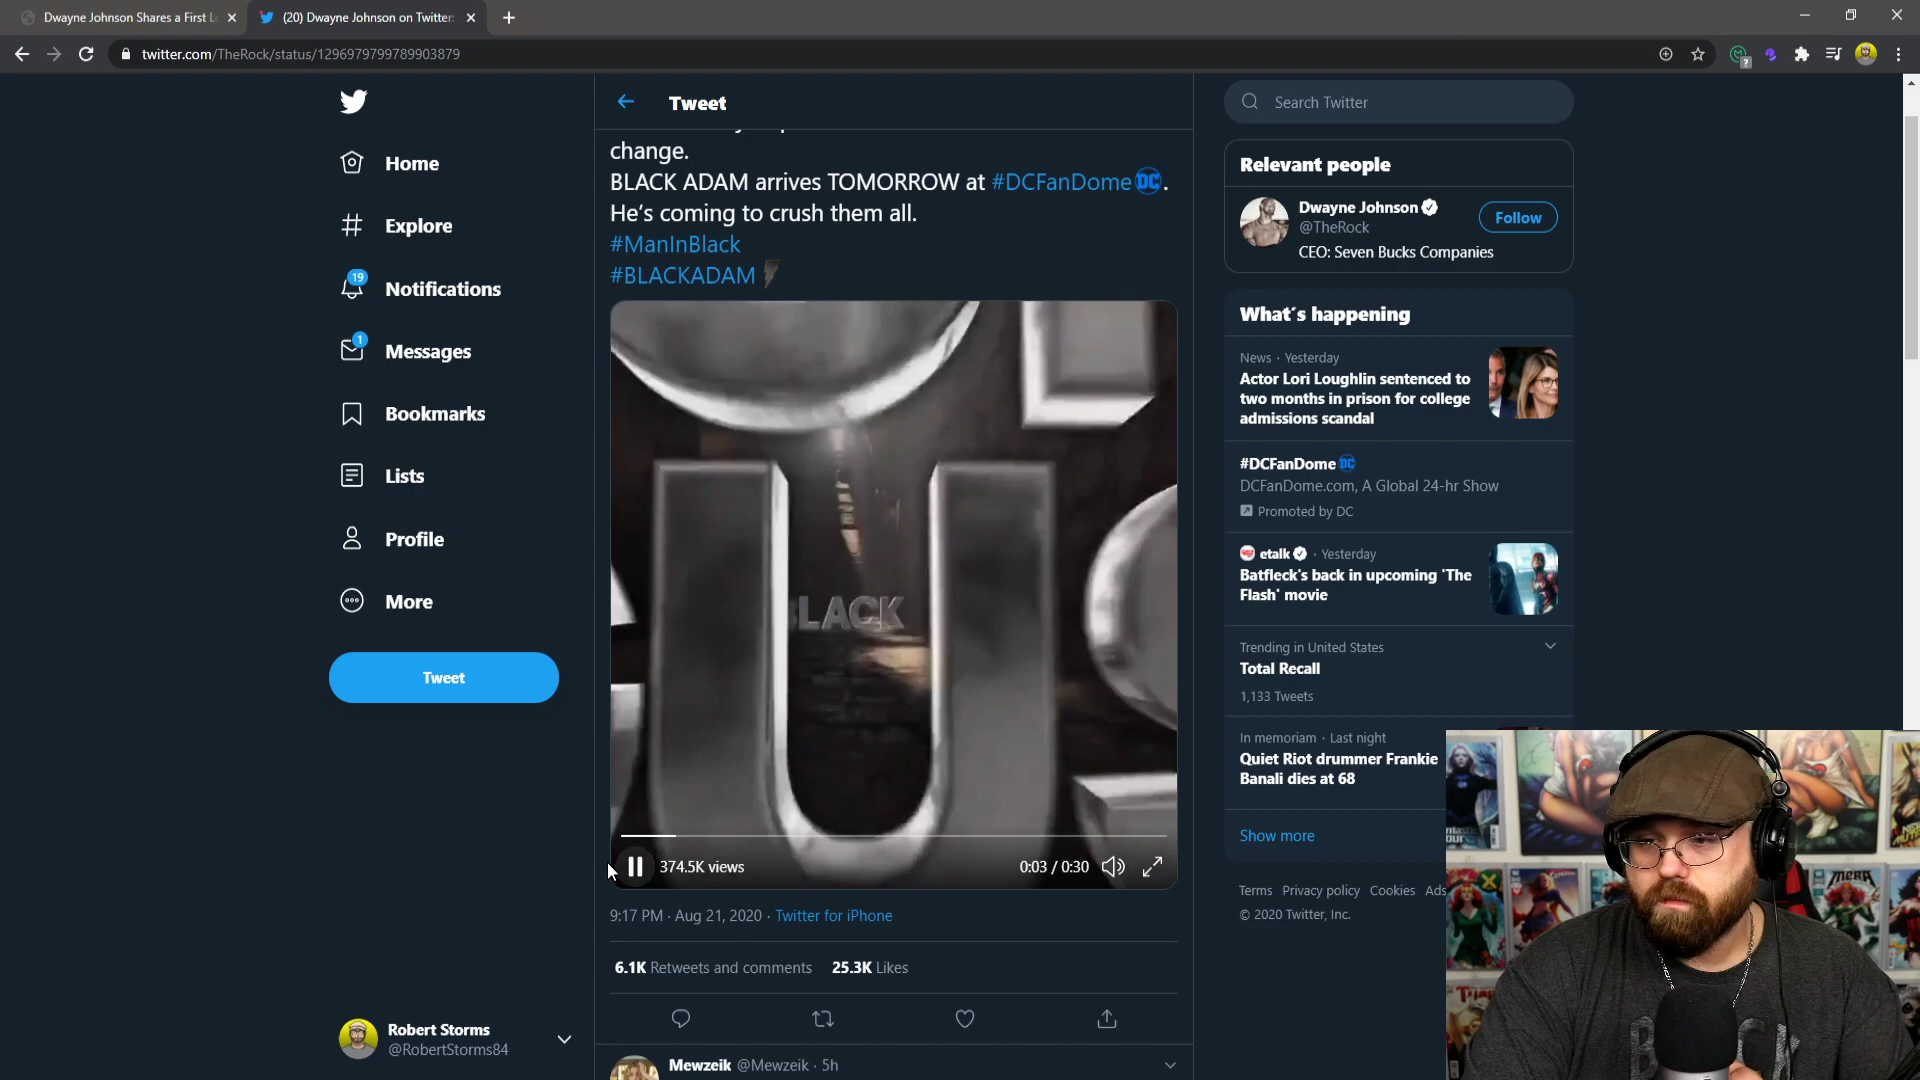 Dwayne Johnson Shares a First L
(20) Dwayne Johnson on Twitter:
twitter.com/TheRock/status/1296979799789903879
Home
Explore
19
Notifications
1
Messages
Bookmarks
Lists
Profile
More
Tweet
Robert Storms
@RobertStorms84
Tweet
change.
BLACK ADAM arrives TOMORROW at #DCFanDome DC.
He's coming to crush them all.
#ManInBlack
#BLACKADAM
U
BLACK
374.5K views
0:03 / 0:30
9:17 PM · Aug 21, 2020 · Twitter for iPhone
6.1K Retweets and comments 25.3K Likes
Mewzeik @Mewzeik · 5h
Search Twitter
Relevant people
Dwayne Johnson
@TheRock
Follow
CEO: Seven Bucks Companies
What's happening
News · Yesterday
Actor Lori Loughlin sentenced to
two months in prison for college
admissions scandal
#DCFanDome DC
DCFanDome.com, A Global 24-hr Show
Promoted by DC
etalk · Yesterday
Batfleck's back in upcoming 'The
Flash' movie
Trending in United States
Total Recall
1,133 Tweets
In memoriam · Last night
Quiet Riot drummer Frankie
Banali dies at 68
Show more
Terms Privacy policy Cookies Ads
© 2020 Twitter, Inc.
MERA